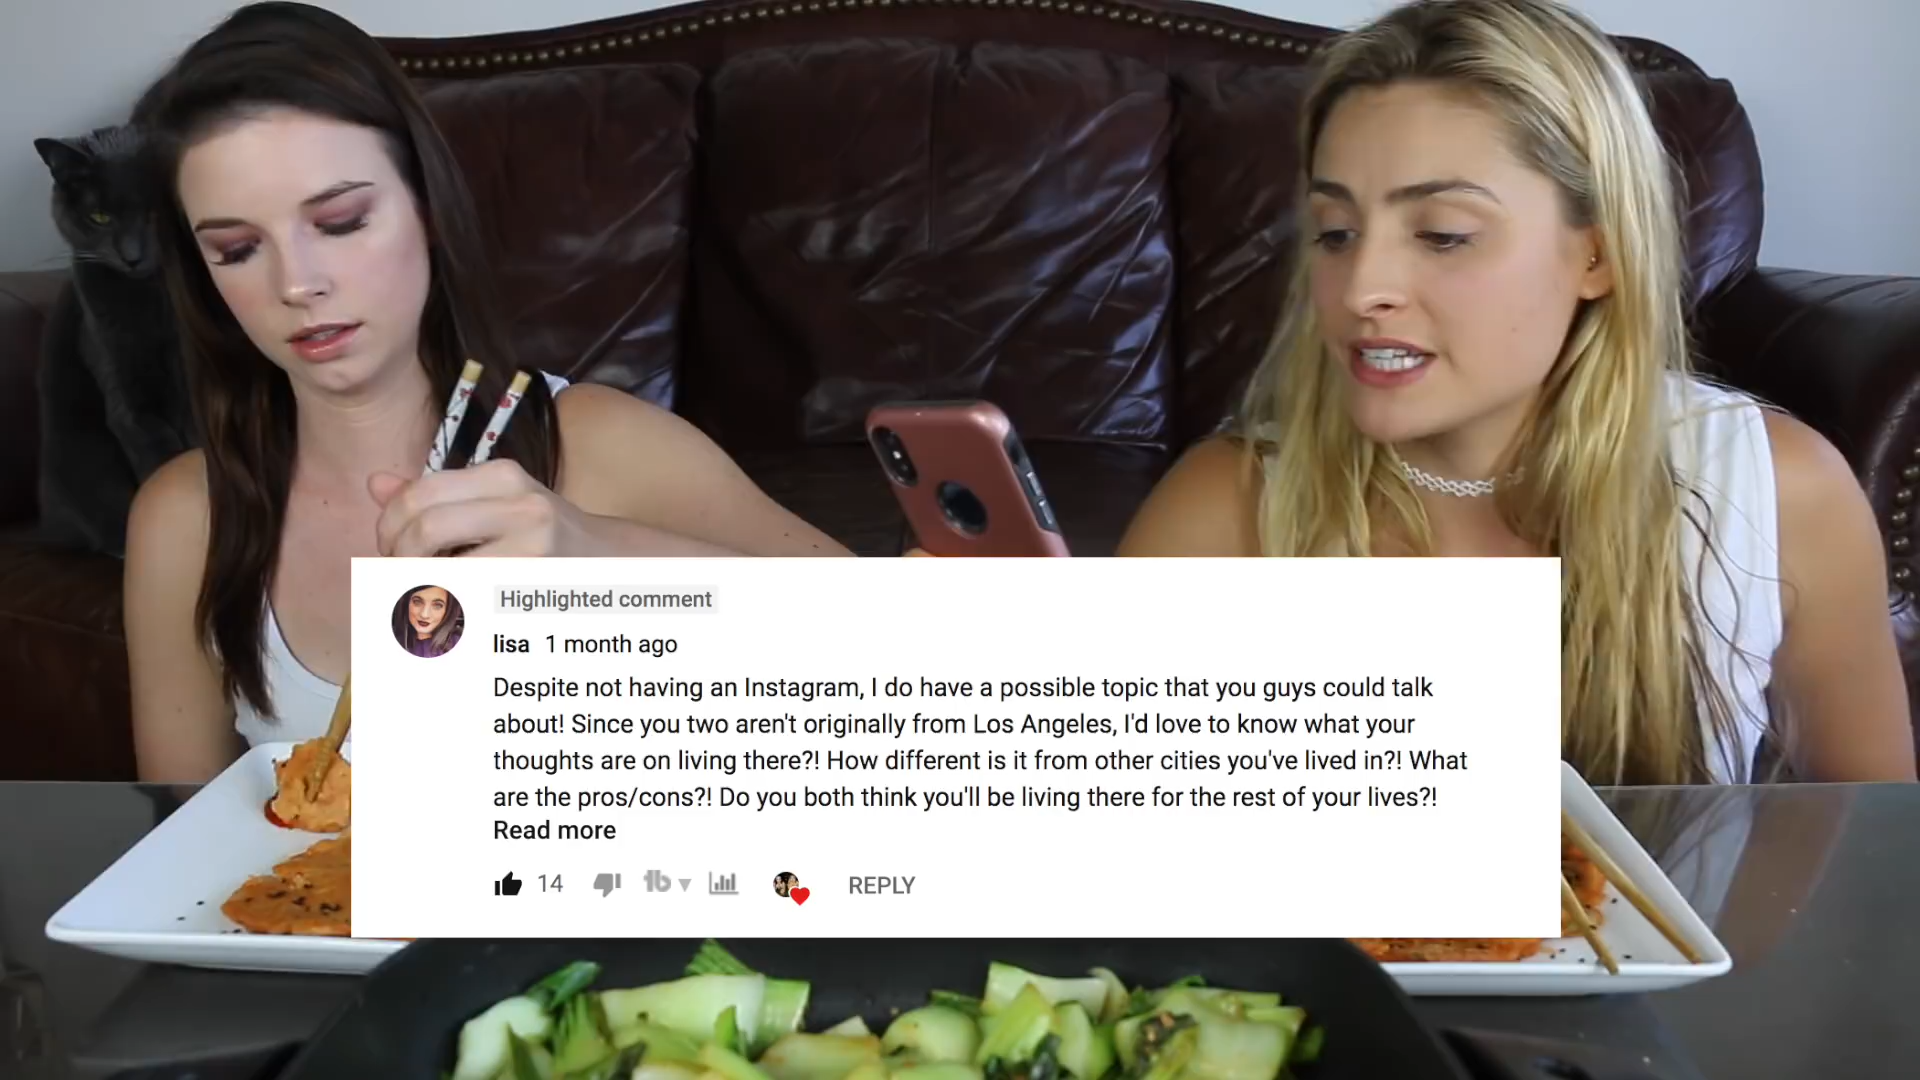 Highlighted comment
lisa 1 month ago
Despite not having an Instagram, I do have a possible topic that you guys could talk
about! Since you two aren't originally from Los Angeles, I'd love to know what your
thoughts are on living there?! How different is it from other cities you've lived in?! What
are the pros/cons?! Do you both think you'll be living there for the rest of your lives?!
Read more
14 tb REPLY